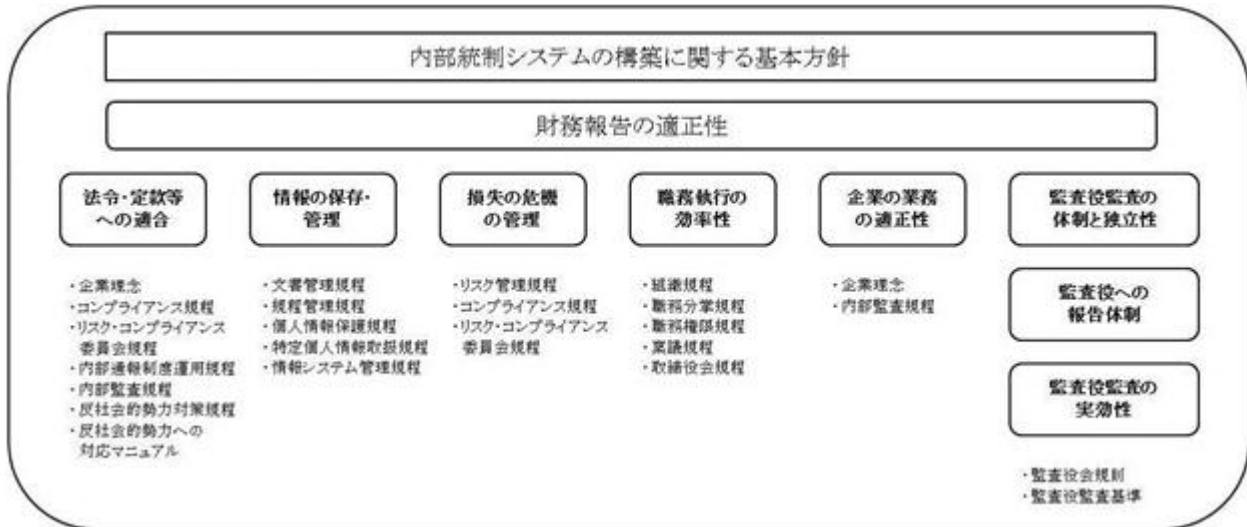 内部統制システムの構築に関する基本方針
財務報告の適正性
法令・定款等
への適合
・企業理念
・コンプライアンス規程
・リスク・コンプライアンス
委員会規程
・内部通報制度運用規程
・内部監査規程
・反社会的勢力対策規程
・反社会的勢力への
対応マニュアル
情報の保存・
管理
・文書管理規程
・規程管理規程
・個人情報保護規程
・特定個人情報取扱規程
・情報システム管理規程
損失の危機
の管理
・リスク管理規程
・コンプライアンス規程
・リスク・コンプライアンス
委員会規程
職務執行の
効率性
・組織規程
・職務分掌規程
・職務権限規程
・稟議規程
・取締役会規程
企業の業務
の適正性
・企業理念
・内部監査規程
監査役監査の
体制と独立性
監査役への
報告体制
監査役監査の
実効性
・監査役会規則
・監査役監査基準